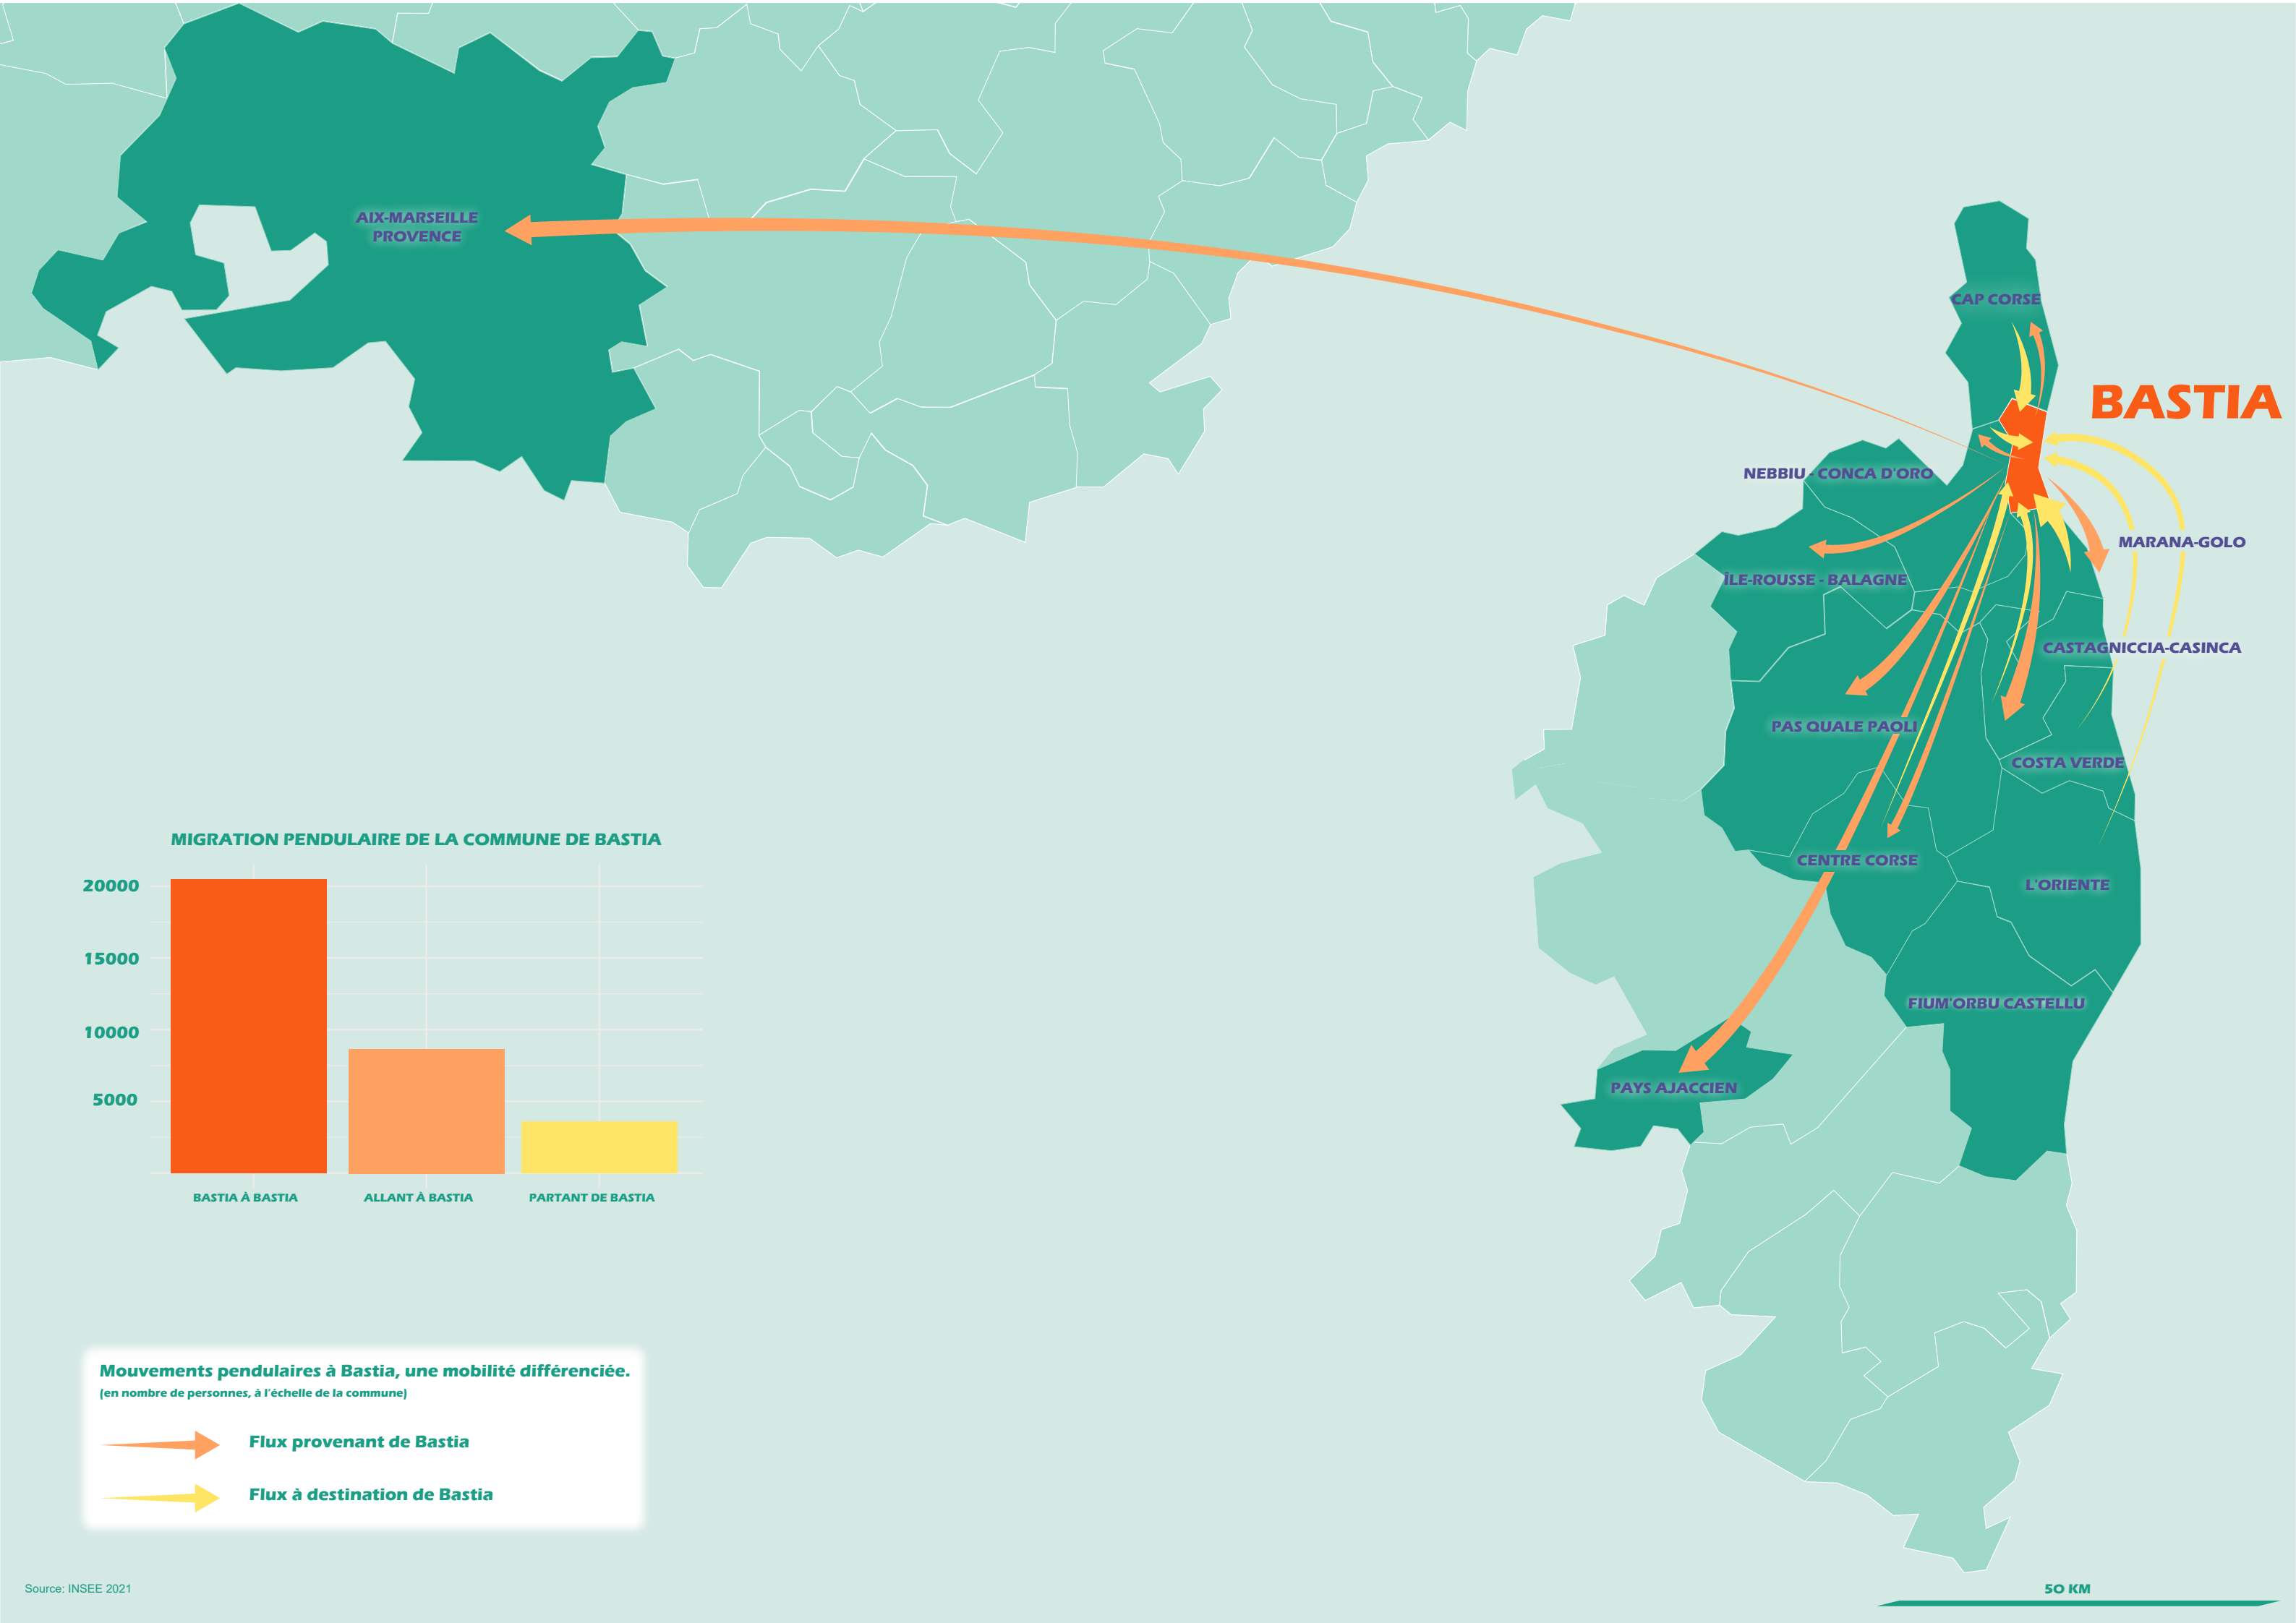 AIX-MARSEILLE
PROVENCE
CAP CORSE
BASTIA
NEBBIU - CONCA D'ORO
MARANA-GOLO
ÎLE-ROUSSE - BALAGNE
CASTAGNICCIA-CASINCA
PAS QUALE PAOLI
COSTA VERDE
CENTRE CORSE
L'ORIENTE
FIUM'ORBU CASTELLU
PAYS AJACCIEN
MIGRATION PENDULAIRE DE LA COMMUNE DE BASTIA
20000
15000
10000
5000
BASTIA À BASTIA
ALLANT À BASTIA
PARTANT DE BASTIA
Mouvements pendulaires à Bastia, une mobilité différenciée.
(en nombre de personnes, à l'échelle de la commune)
Flux provenant de Bastia
Flux à destination de Bastia
Source: INSEE 2021
50 KM